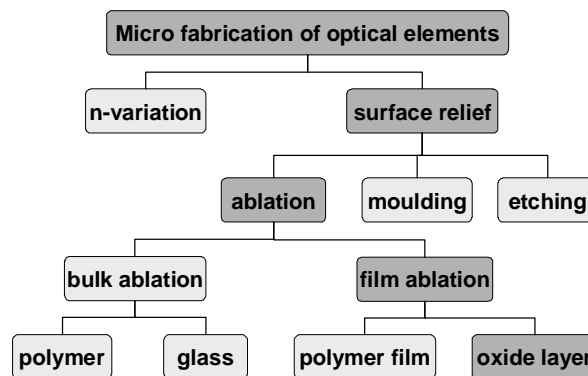 Micro fabrication of optical elements
n-variation
surface relief
ablation
moulding
etching
bulk ablation
film ablation
polymer
glass
polymer film
oxide layer